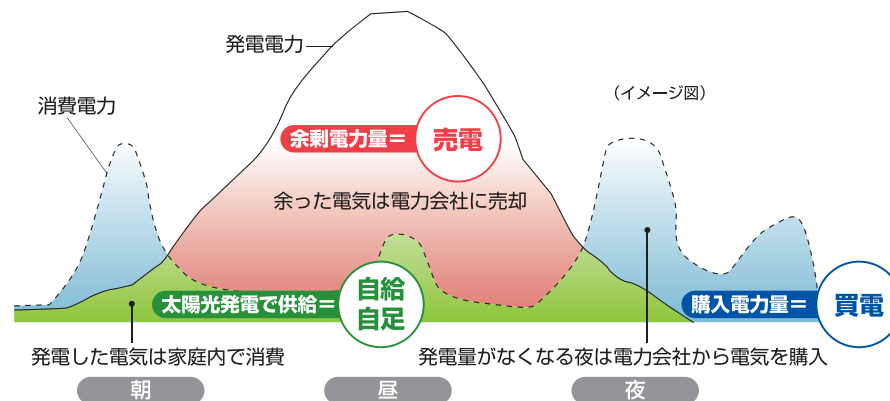 発電電力
消費電力
（イメージ図）
余剰電力量＝ 売電
余った電気は電力会社に売却
太陽光発電で供給＝ 自給
自足
購入電力量＝ 買電
発電した電気は家庭内で消費
発電量がなくなる夜は電力会社から電気を購入
朝
昼
夜